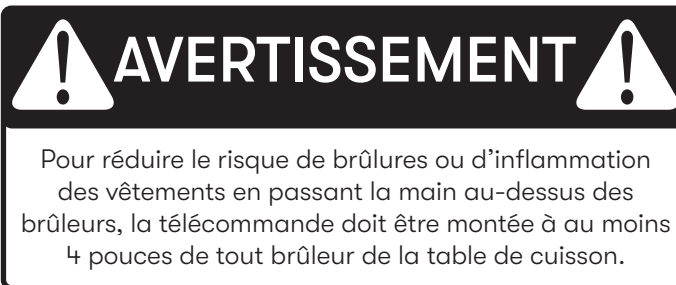 AVERTISSEMENT
Pour réduire le risque de brûlures ou d’inflammation
des vêtements en passant la main au-dessus des
brûleurs, la télécommande doit être montée à au moins
4 pouces de tout brûleur de la table de cuisson.